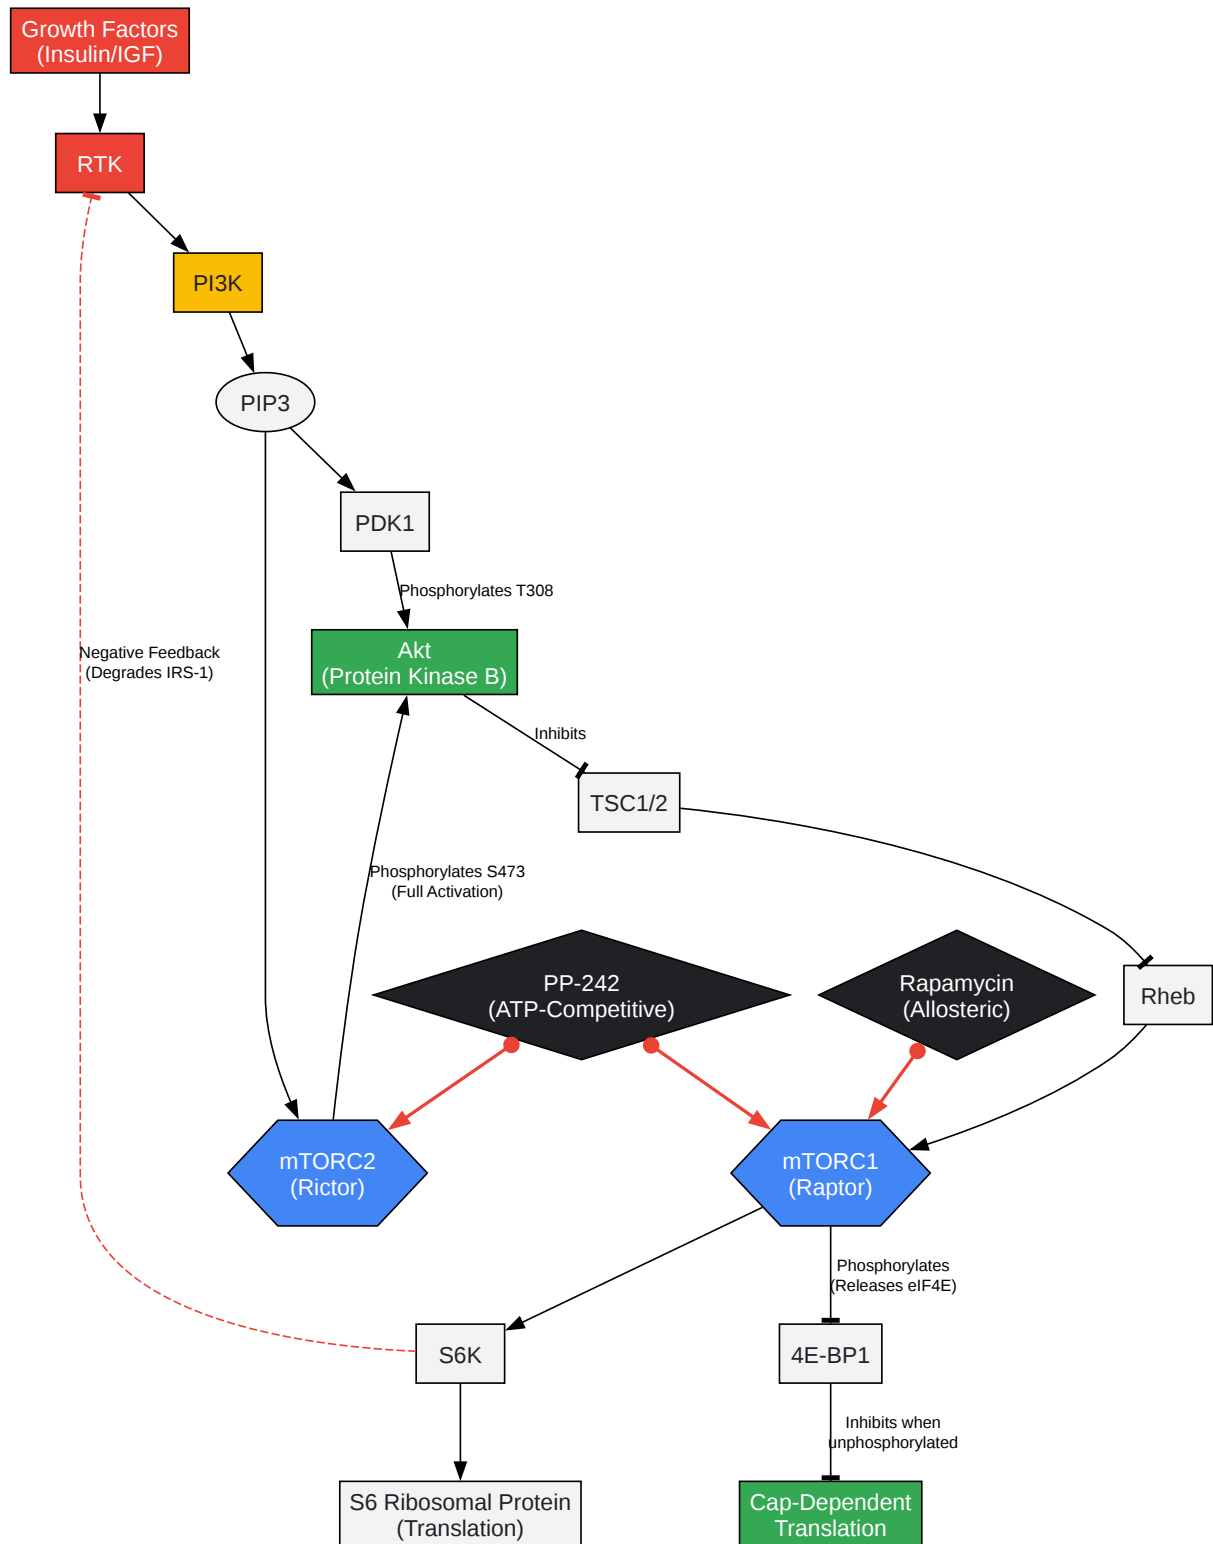 Growth Factors
(Insulin/IGF)
RTK
PI3K
PIP3
PDK1
Phosphorylates T308
Negative Feedback
(Degrades IRS-1)
Akt
(Protein Kinase B)
Inhibits
TSC1/2
Phosphorylates S473
(Full Activation)
PP-242
(ATP-Competitive)
Rapamycin
(Allosteric)
Rheb
mTORC2
(Rictor)
mTORC1
(Raptor)
Phosphorylates
(Releases eIF4E)
S6K
4E-BP1
Inhibits when
unphosphorylated
S6 Ribosomal Protein
(Translation)
Cap-Dependent
Translation